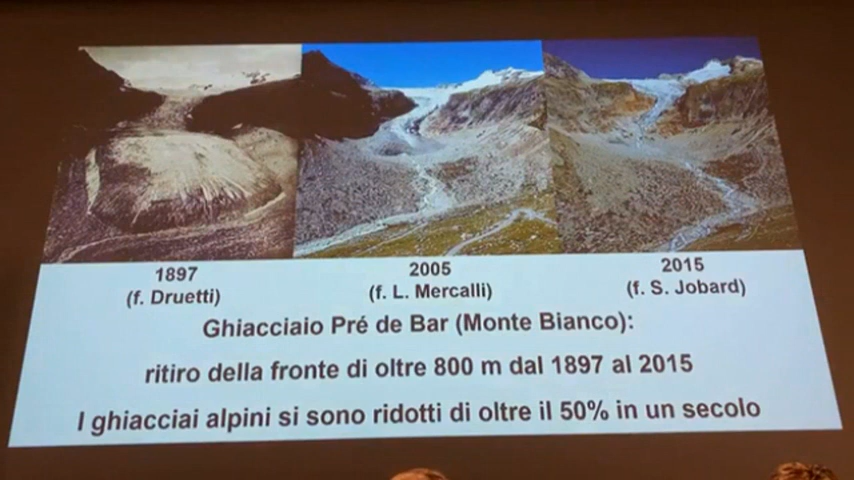 1897
(f. Druetti)
2005
(f. L. Mercalli)
2015
(f. S. Jobard)
Ghiacciaio Pré de Bar (Monte Bianco):
ritiro della fronte di oltre 800 m dal 1897 al 2015
I ghiacciai alpini si sono ridotti di oltre il 50% in un secolo